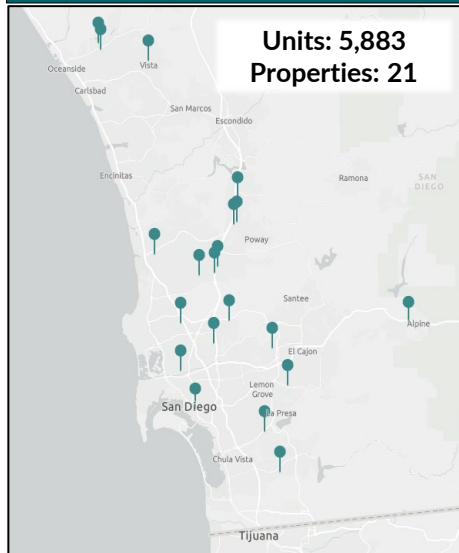 Units: 5,883
Properties: 21
Oceanside
Vista
Carlsbad
San Marcos
Escondido
Encinitas
Ramona
SAN
DIEGO
Poway
Santee
Alpine
El Cajon
Lemon
Grove
San Diego
La Presa
Chula Vista
Tijuana